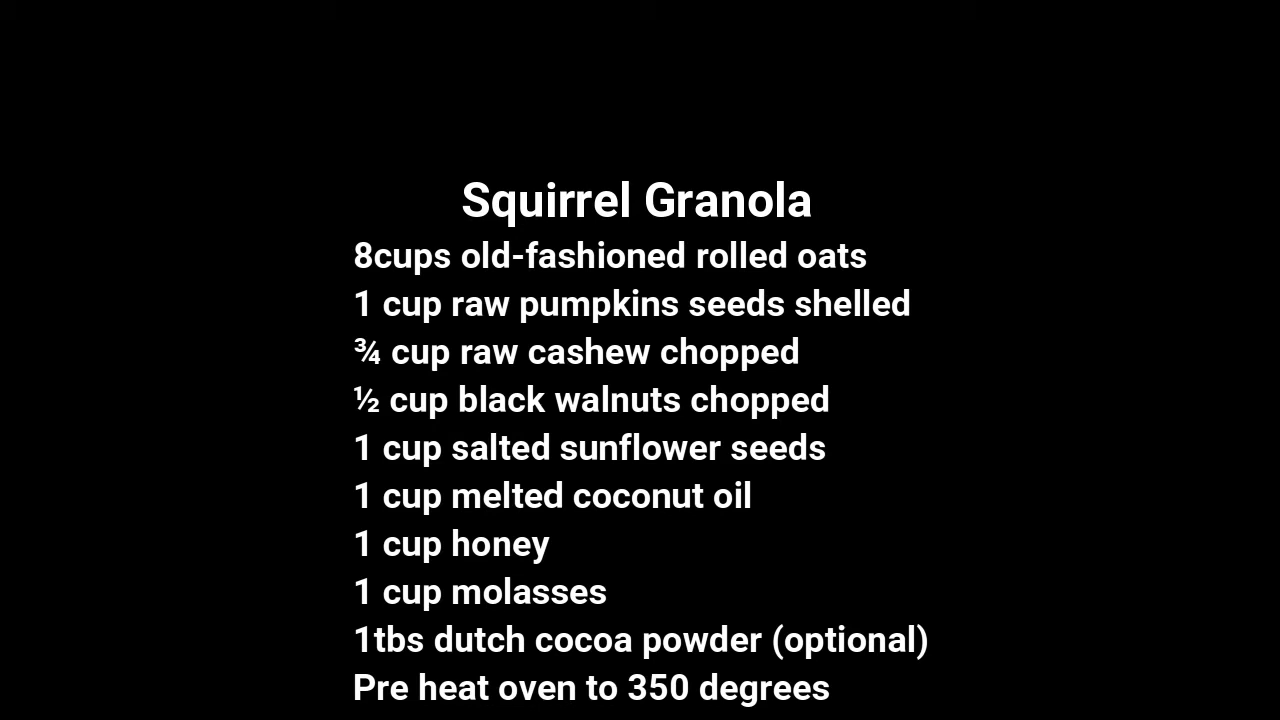 Squirrel Granola
8cups old-fashioned rolled oats
1 cup raw pumpkins seeds shelled
¾ cup raw cashew chopped
½ cup black walnuts chopped
1 cup salted sunflower seeds
1 cup melted coconut oil
1 cup honey
1 cup molasses
1tbs dutch cocoa powder (optional)
Pre heat oven to 350 degrees